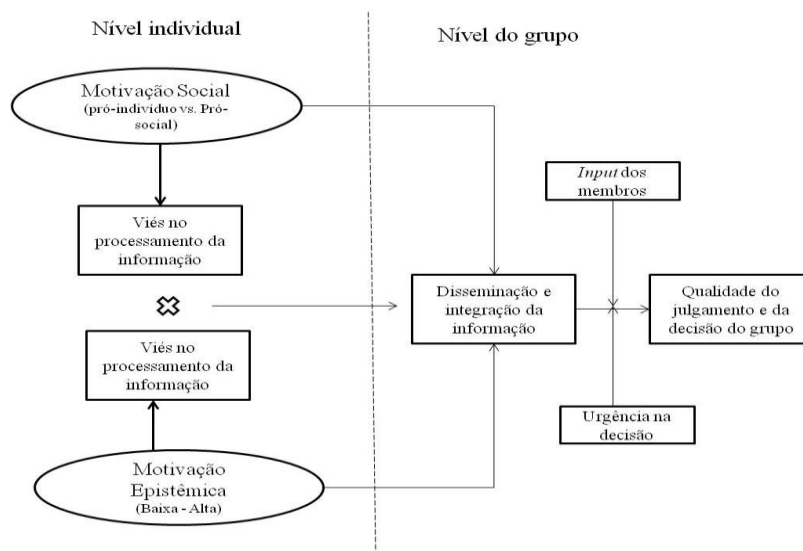 Nível individual
Nível do grupo
Motivação Social
(pró-indivíduo vs. Pró-
social)
Viés no
processamento da
informação
Viés no
processamento da
informação
Motivação
Epistêmica
(Baixa - Alta)
Input dos
membros
Disseminação e
integração da
informação
Qualidade do
julgamento e da
decisão do grupo
Urgência na
decisão